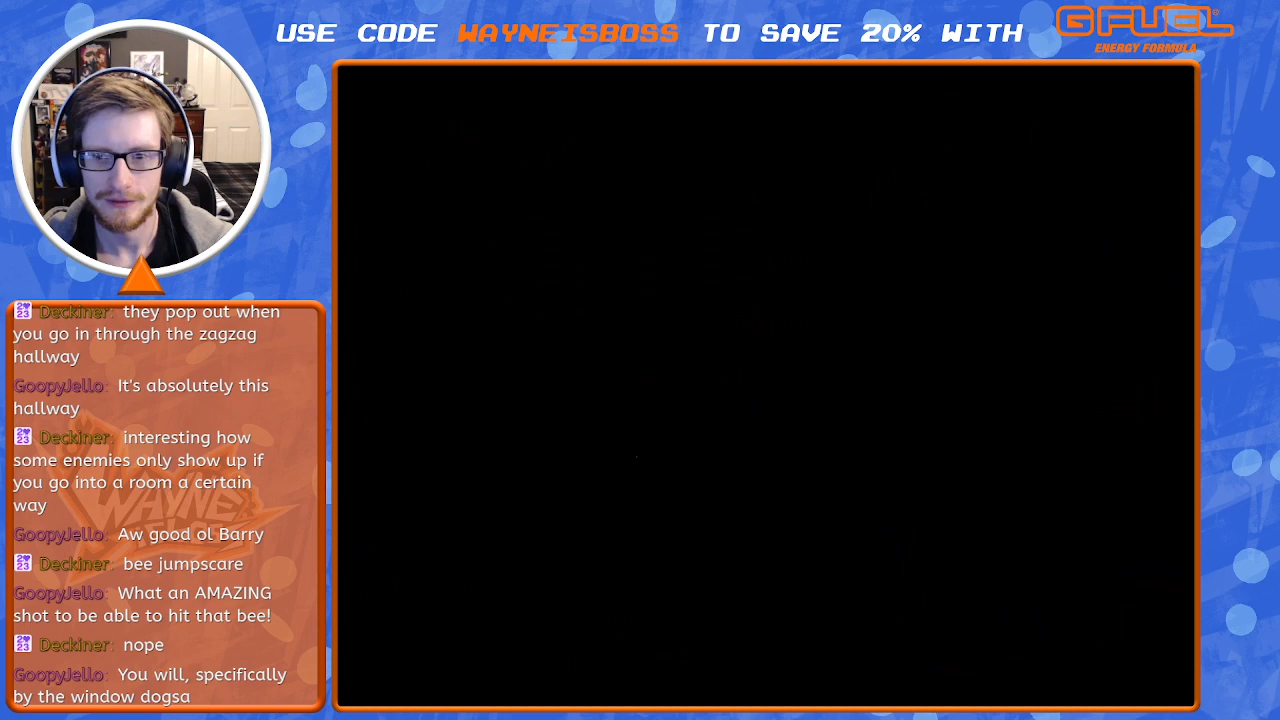 USE CODE WAYNEISBOSS TO SAVE 20% WITH
G FUEL®
ENERGY FORMULA
Deckiner: they pop out when
you go in through the zagzag
hallway
GoopyJello: It's absolutely this
hallway
Deckiner: interesting how
some enemies only show up if
you go into a room a certain
way
GoopyJello: Aw good ol Barry
Deckiner: bee jumpscare
GoopyJello: What an AMAZING
shot to be able to hit that bee!
Deckiner: nope
GoopyJello: You will, specifically
by the window dogsa